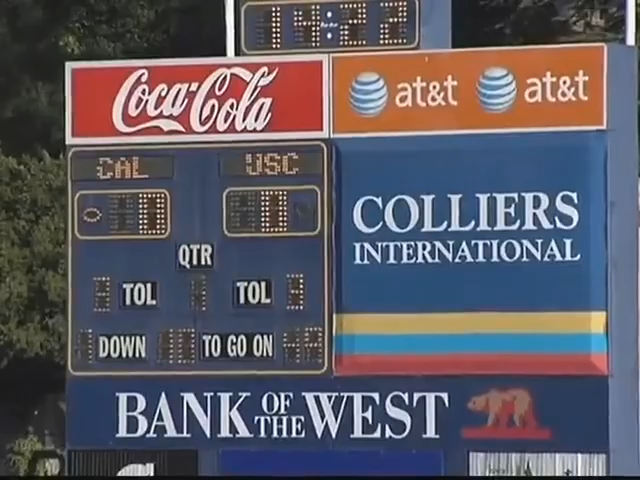 14:22
Coca-Cola
at&t at&t
CAL USC
COLLIERS
INTERNATIONAL
QTR
TOL TOL
DOWN TO GO ON
BANK OF THE WEST